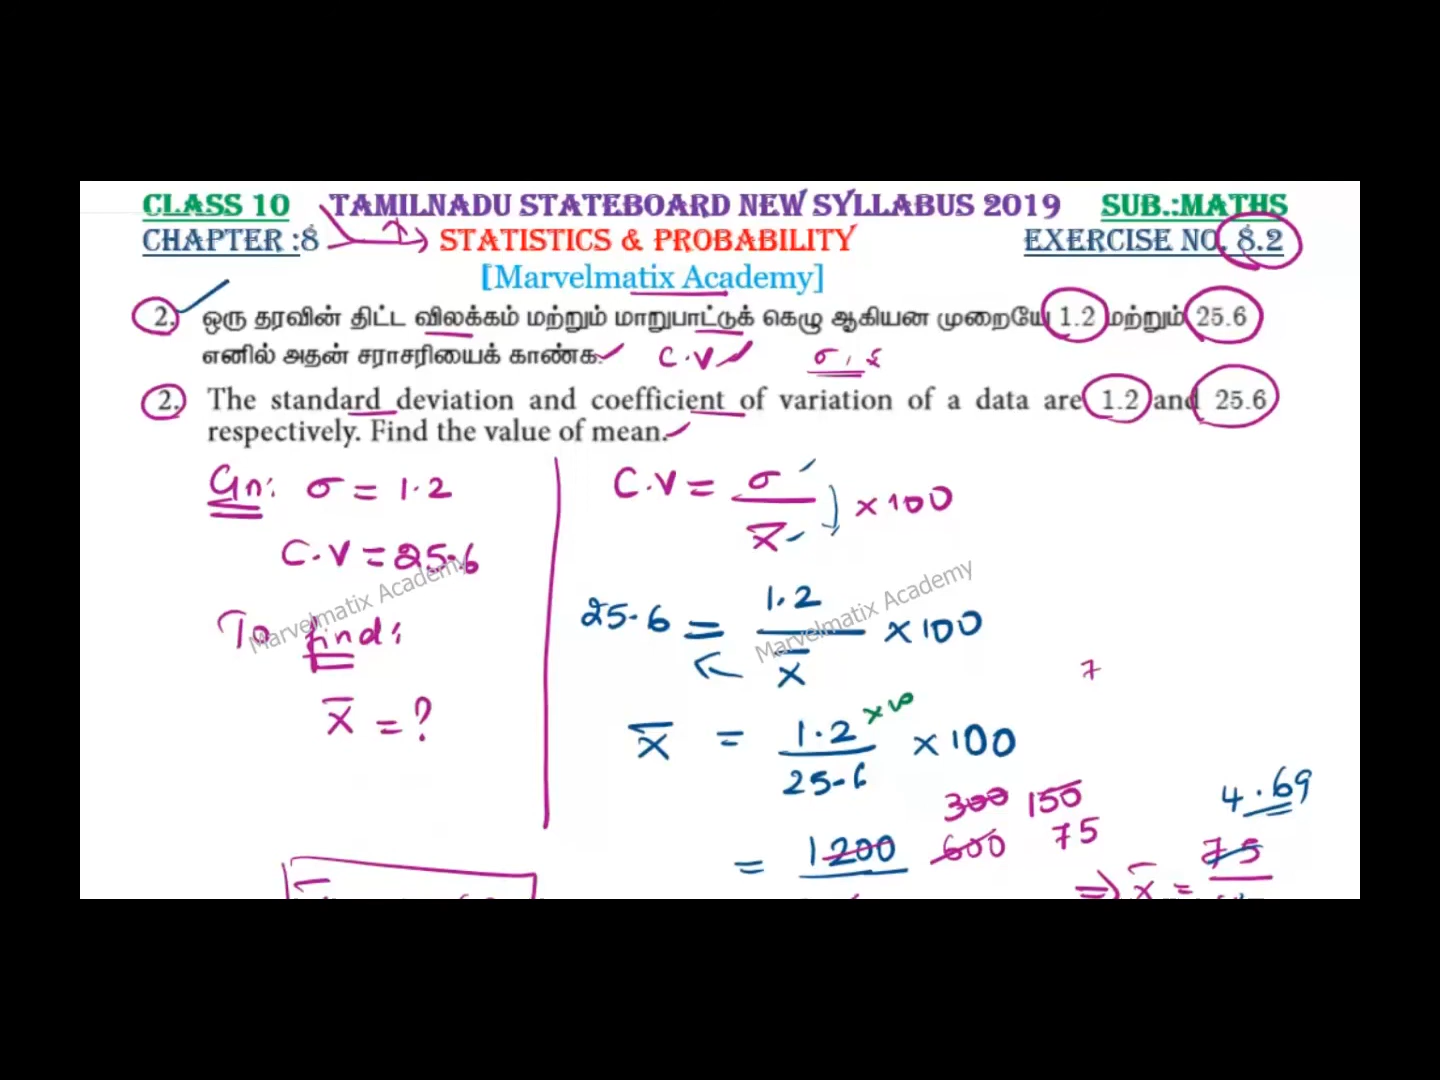 CLASS 10 TAMILNADU STATEBOARD NEW SYLLABUS 2019 SUB.:MATHS
CHAPTER :8 STATISTICS & PROBABILITY EXERCISE NO. 8.2
[Marvelmatix Academy]
2. ஒரு தரவின் திட்ட விலக்கம் மற்றும் மாறுபாட்டுக் கெழு ஆகியன முறையே 1.2 மற்றும் 25.6
எனில் அதன் சராசரியைக் காண்க. C.V σ,
2. The standard deviation and coefficient of variation of a data are 1.2 and 25.6
respectively. Find the value of mean.
Gn: σ = 1.2
C.V = 25.6
To find:
x̄ = ?
C.V = σ / x̄ × 100
25.6 = 1.2 / x̄ × 100
x̄ = 1.2 ×10 / 25.6 × 100
= 1200 600 300 150 75
⇒ x̄ = 75 4.69
7
Marvelmatix Academy
Marvelmatix Academy